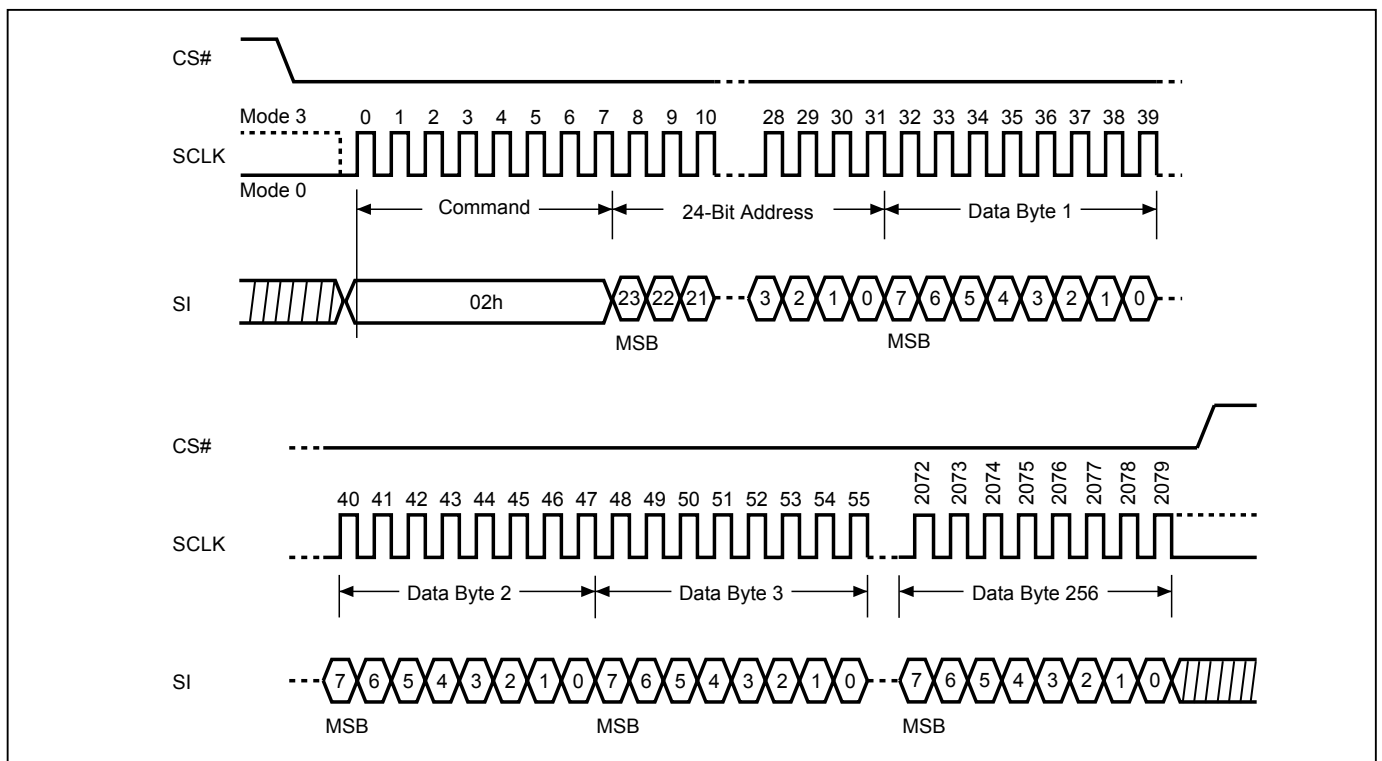 CS#
Mode 3
0 1 2 3 4 5 6 7 8 9 10 28 29 30 31 32 33 34 35 36 37 38 39
SCLK
Mode 0
Command 24-Bit Address Data Byte 1
SI 02h 23 22 21 3 2 1 0 7 6 5 4 3 2 1 0
MSB MSB
CS#
2072 2073 2074 2075 2076 2077 2078 2079
40 41 42 43 44 45 46 47 48 49 50 51 52 53 54 55
SCLK
Data Byte 2 Data Byte 3 Data Byte 256
SI 7 6 5 4 3 2 1 0 7 6 5 4 3 2 1 0 7 6 5 4 3 2 1 0
MSB MSB MSB